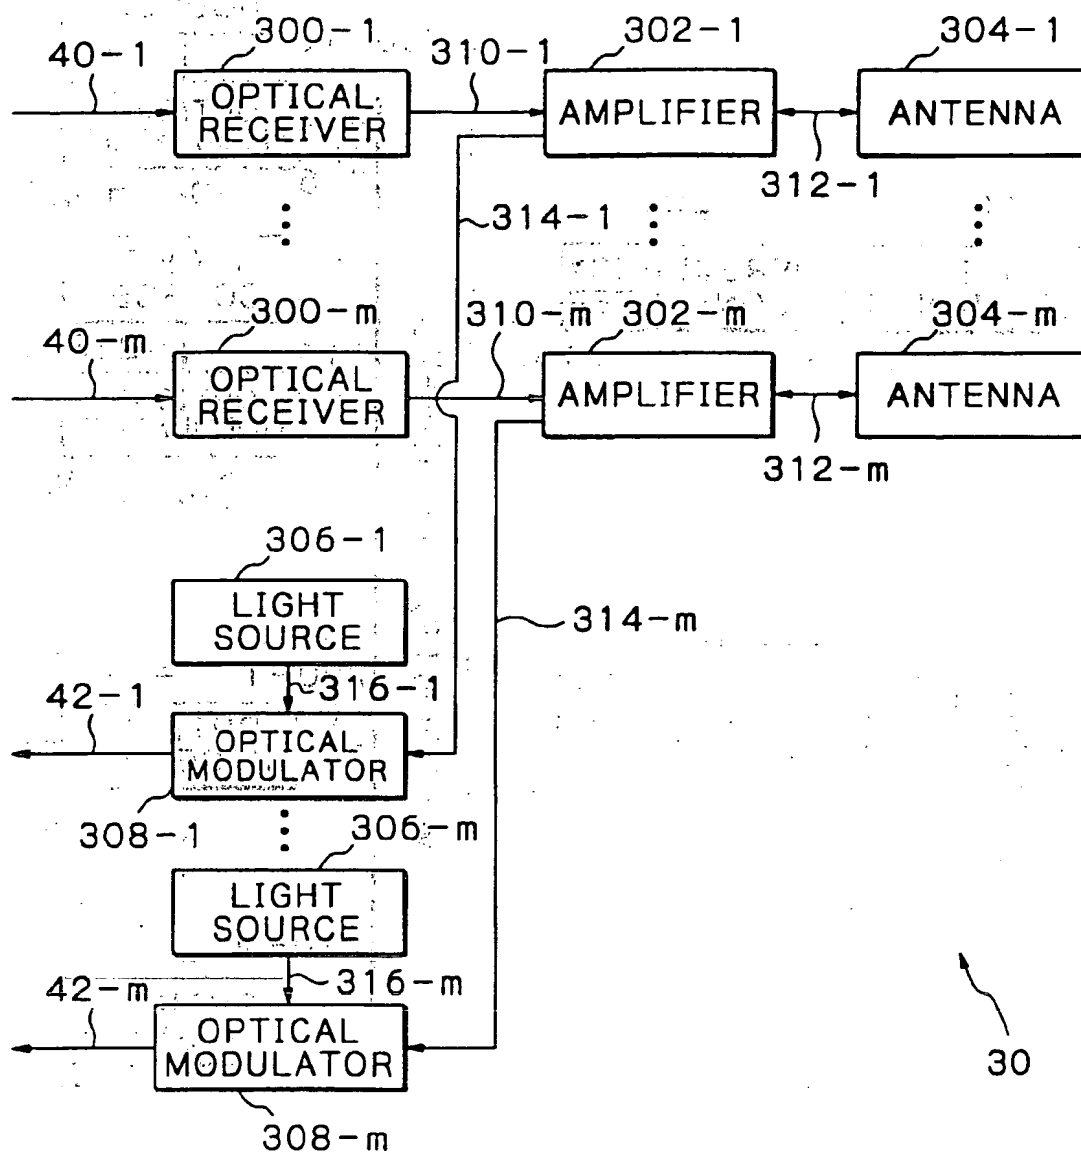 300-1
302-1
304-1
40-1
310-1
OPTICAL
RECEIVER
AMPLIFIER
ANTENNA
312-1
314-1
300-m
310-m
302-m
304-m
40-m
OPTICAL
RECEIVER
AMPLIFIER
ANTENNA
312-m
306-1
LIGHT
SOURCE
314-m
316-1
42-1
OPTICAL
MODULATOR
308-1
306-m
LIGHT
SOURCE
316-m
42-m
OPTICAL
MODULATOR
30
308-m